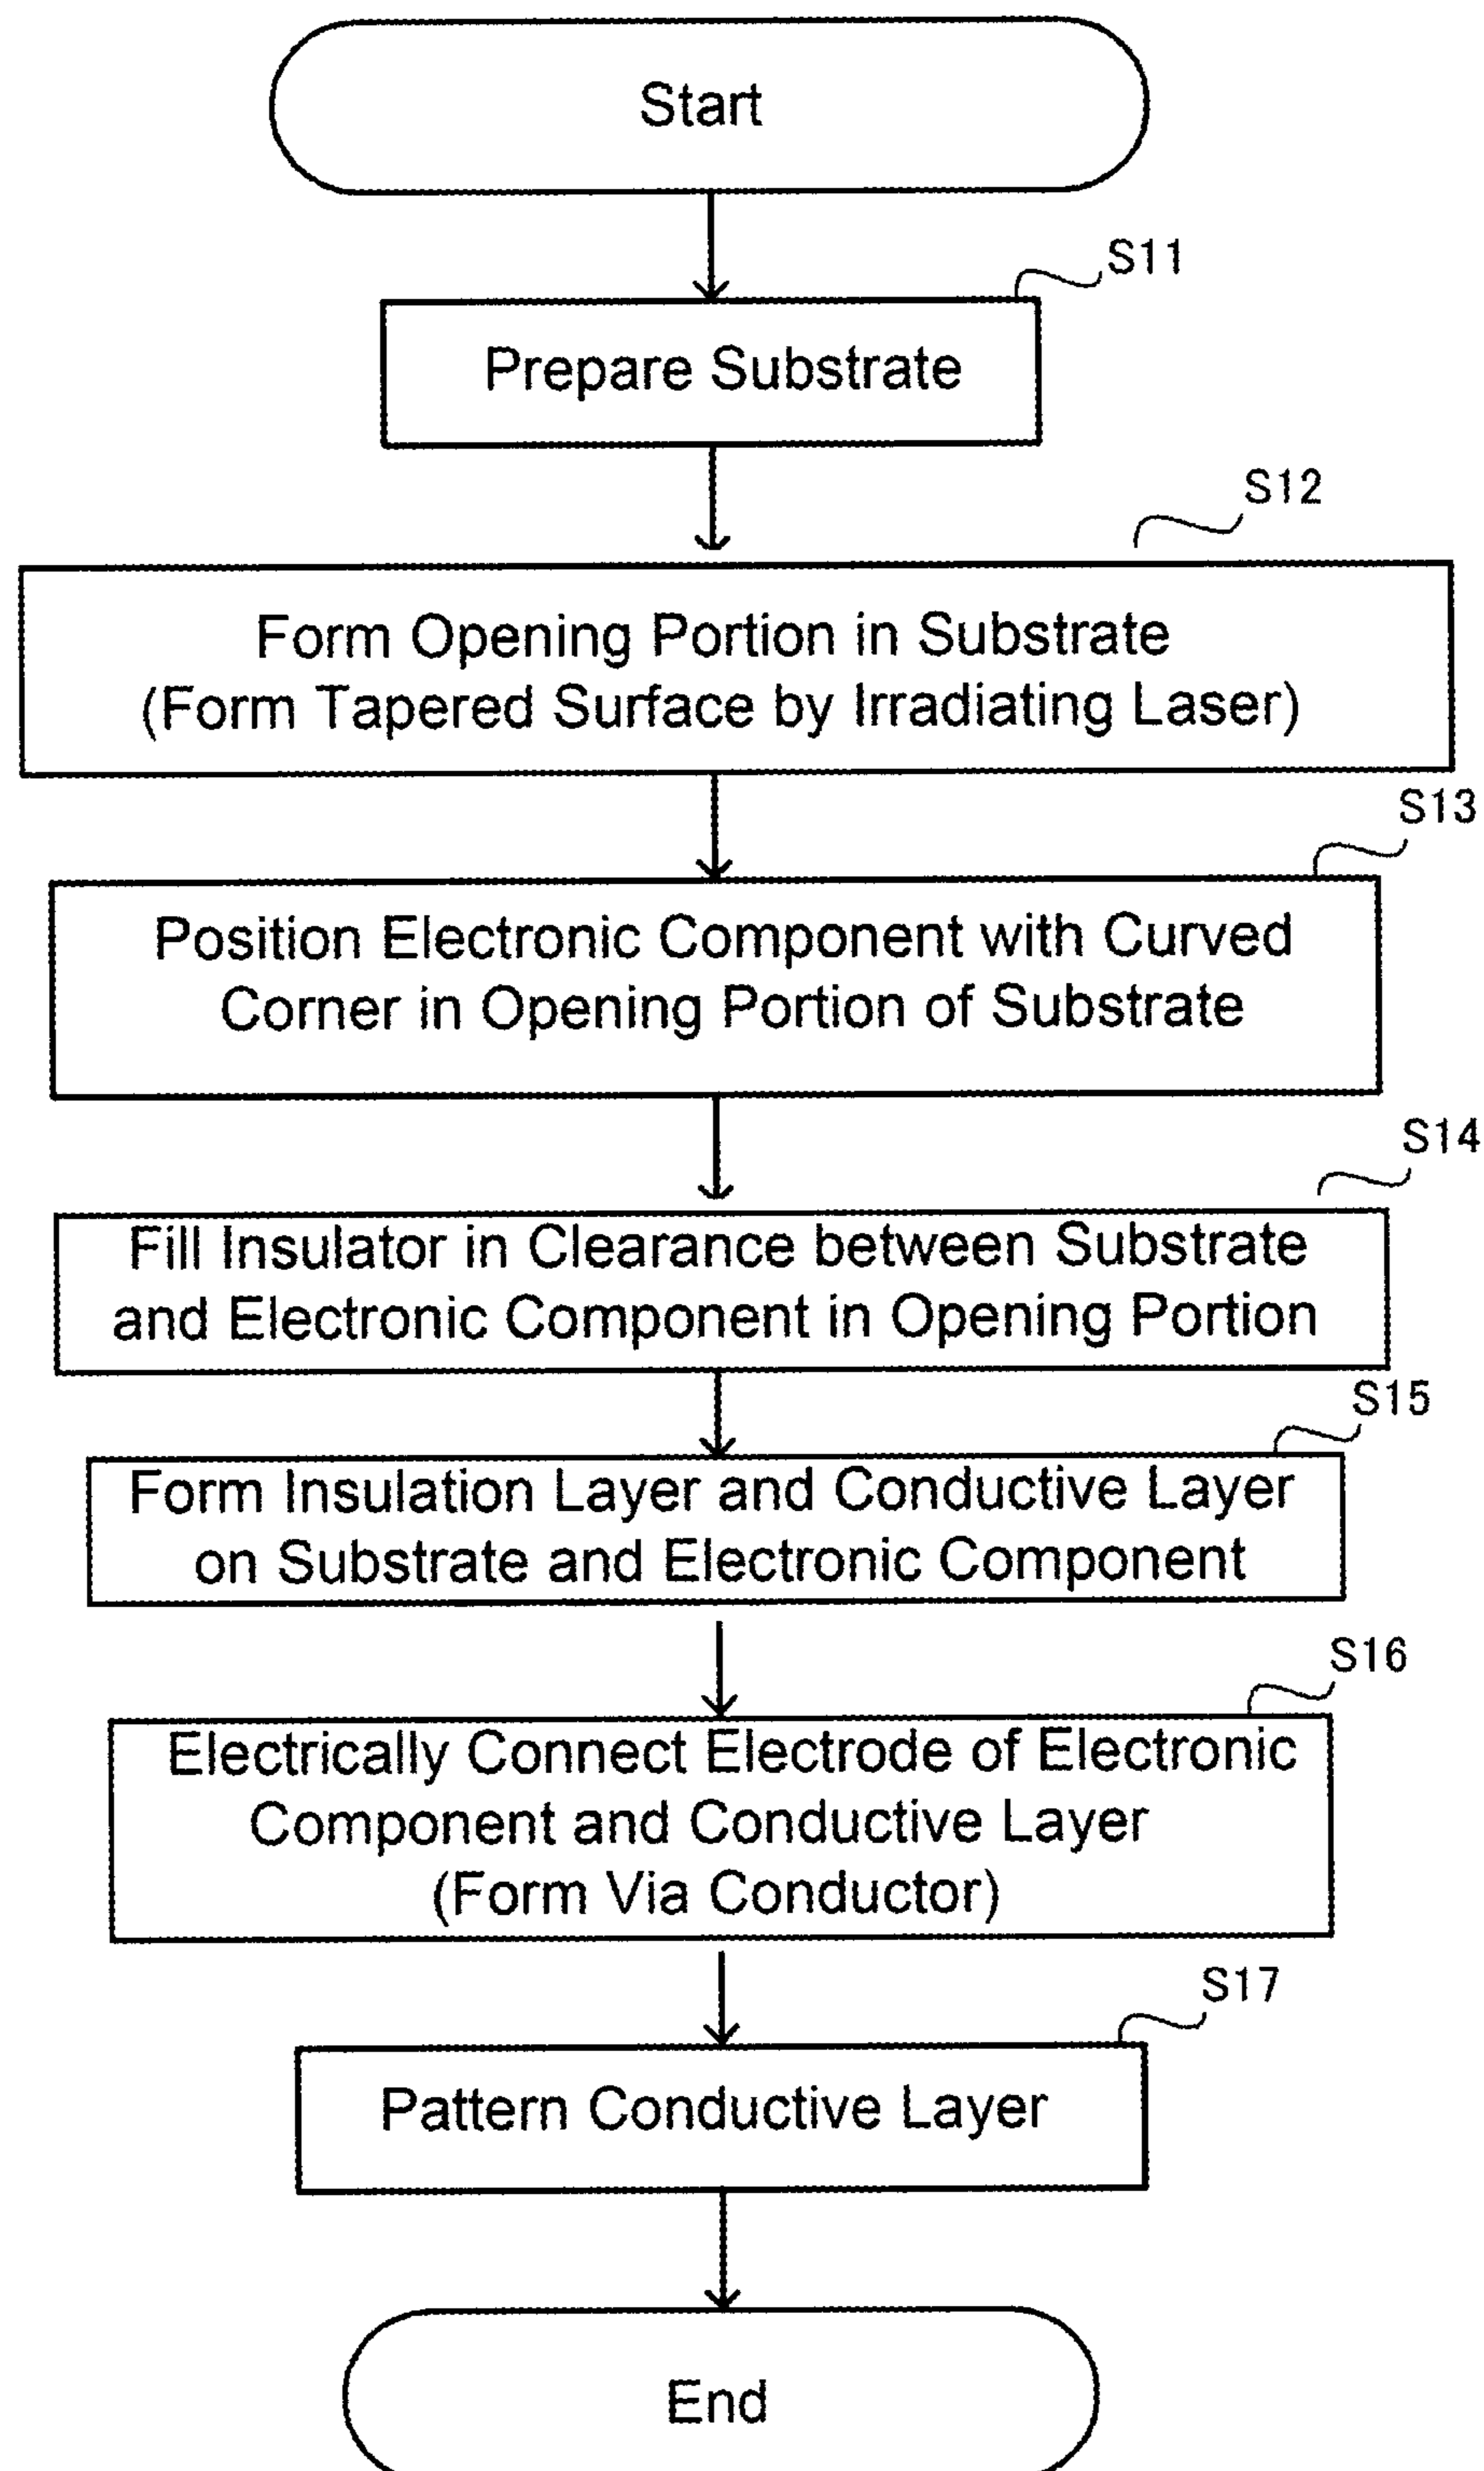 Start
S11
Prepare Substrate
S12
Form Opening Portion in Substrate
(Form Tapered Surface by Irradiating Laser)
S13
Position Electronic Component with Curved
Corner in Opening Portion of Substrate
S14
Fill Insulator in Clearance between Substrate
and Electronic Component in Opening Portion
S15
Form Insulation Layer and Conductive Layer
on Substrate and Electronic Component
S16
Electrically Connect Electrode of Electronic
Component and Conductive Layer
(Form Via Conductor)
S17
Pattern Conductive Layer
End